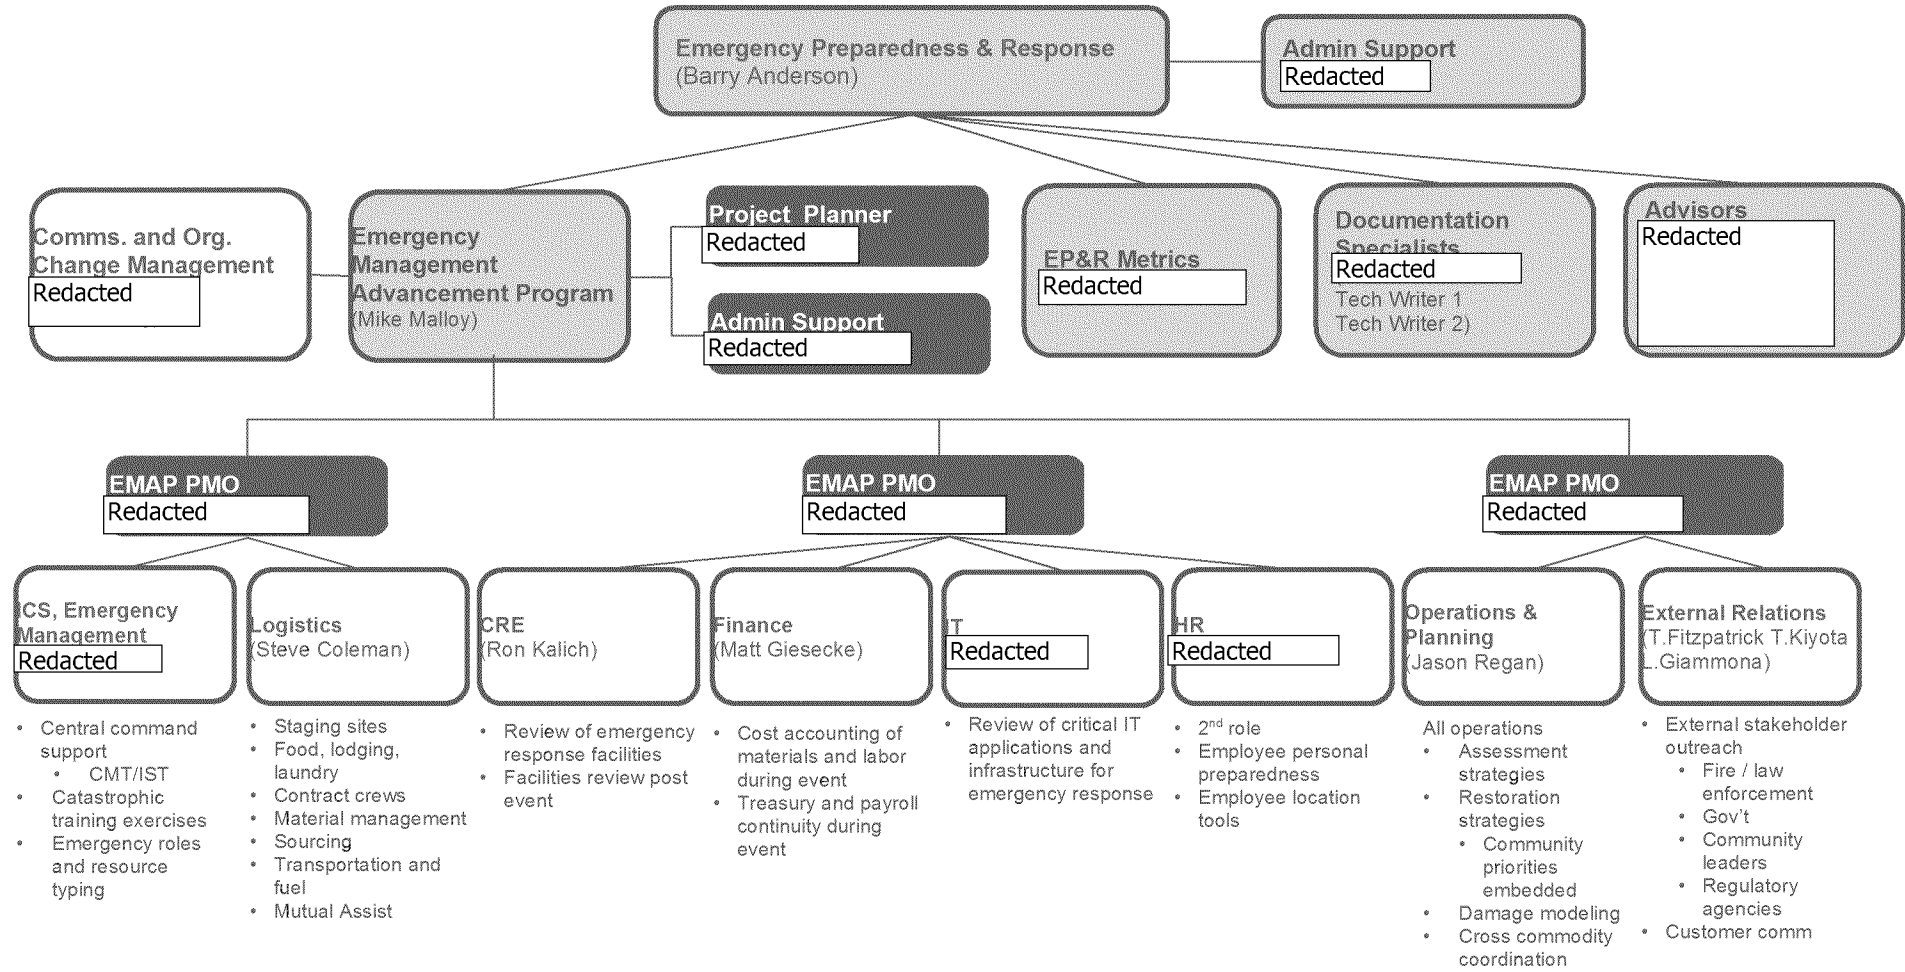 Emergency Preparedness & Response
(Barry Anderson)
Admin Support
Redacted
Comms. and Org.
Change Management
Redacted
Emergency
Management
Advancement Program
(Mike Malloy)
Project Planner
Redacted
Admin Support
Redacted
EP&R Metrics
Redacted
Documentation
Specialists
Redacted
Tech Writer 1
Tech Writer 2)
Advisors
Redacted
EMAP PMO
Redacted
EMAP PMO
Redacted
EMAP PMO
Redacted
ICS, Emergency
Management
Redacted
Logistics
(Steve Coleman)
CRE
(Ron Kalich)
Finance
(Matt Giesecke)
IT
Redacted
HR
Redacted
Operations &
Planning
(Jason Regan)
External Relations
(T.Fitzpatrick T.Kiyota
L.Giammona)
• Central command
support
• CMT/IST
• Catastrophic
training exercises
• Emergency roles
and resource
typing
• Staging sites
• Food, lodging,
laundry
• Contract crews
• Material management
• Sourcing
• Transportation and
fuel
• Mutual Assist
• Review of emergency
response facilities
• Facilities review post
event
• Cost accounting of
materials and labor
during event
• Treasury and payroll
continuity during
event
• Review of critical IT
applications and
infrastructure for
emergency response
• 2nd role
• Employee personal
preparedness
• Employee location
tools
All operations
• Assessment
strategies
• Restoration
strategies
• Community
priorities
embedded
• Damage modeling
• Cross commodity
coordination
• External stakeholder
outreach
• Fire / law
enforcement
• Gov't
• Community
leaders
• Regulatory
agencies
• Customer comm